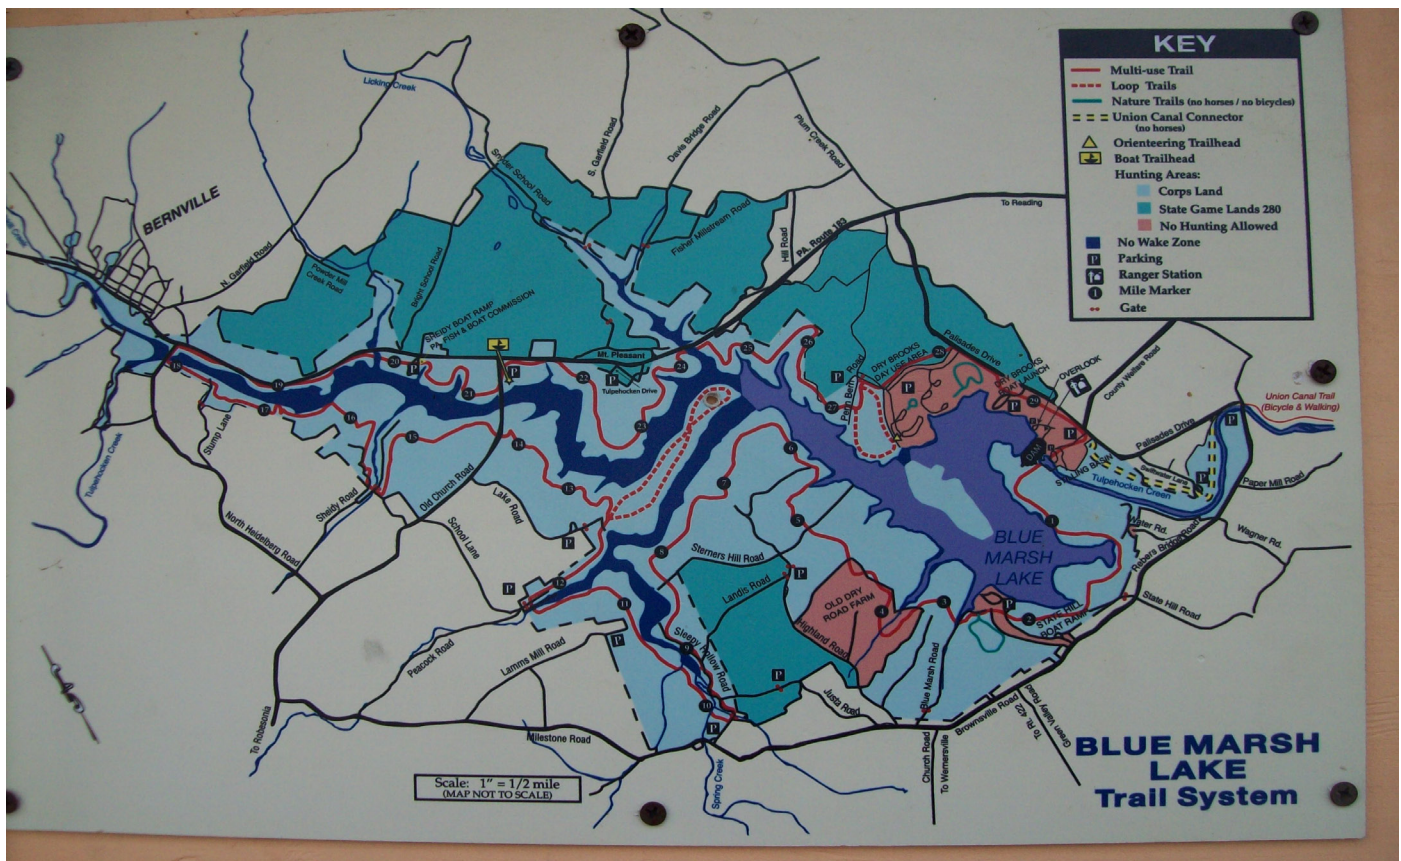 KEY
Multi-use Trail
Loop Trails
Nature Trails (no horses / no bicycles)
Union Canal Connector
(no horses)
Orienteering Trailhead
Boat Trailhead
Hunting Areas:
Corps Land
State Game Lands 280
No Hunting Allowed
No Wake Zone
P Parking
Ranger Station
1 Mile Marker
Gate
Licking Creek
BERNVILLE
N. Garfield Road
Snyder School Road
S. Garfield Road
Davis Bridge Road
Plum Creek Road
To Reading
PA. Route 183
Hill Road
Fisher Millstream Road
Powder Mill
Creek Road
Bright School Road
SHEIDY BOAT RAMP
PA FISH & BOAT COMMISSION
Mt. Pleasant
Tulpehocken Drive
Palisades Drive
DRY BROOKS
DAY USE AREA
DRY BROOKS
BOAT LAUNCH
OVERLOOK
Penn Bern Road
County Welfare Road
Union Canal Trail
(Bicycle & Walking)
Palisades Drive
Stump Lane
Tulpehocken Creek
North Heidelberg Road
Sheidy Road
Old Church Road
School Lane
Lake Road
DAM
STILLING BASIN
Stillwater Lane
Tulpehocken Creek
Paper Mill Road
Water Rd.
Rebers Bridge Road
Wagner Rd.
State Hill Road
BLUE
MARSH
LAKE
STATE HILL
BOAT RAMP
Sterners Hill Road
Landis Road
OLD DRY
ROAD FARM
Highland Road
Sleepy Hollow Road
Peacock Road
Lamms Mill Road
Milestone Road
To Robesonia
Justa Road
Blue Marsh Road
Church Road
To Wernersville
Brownsville Road
To Rt. 422
Green Valley Road
Spring Creek
Scale: 1" = 1/2 mile
(MAP NOT TO SCALE)
BLUE MARSH
LAKE
Trail System